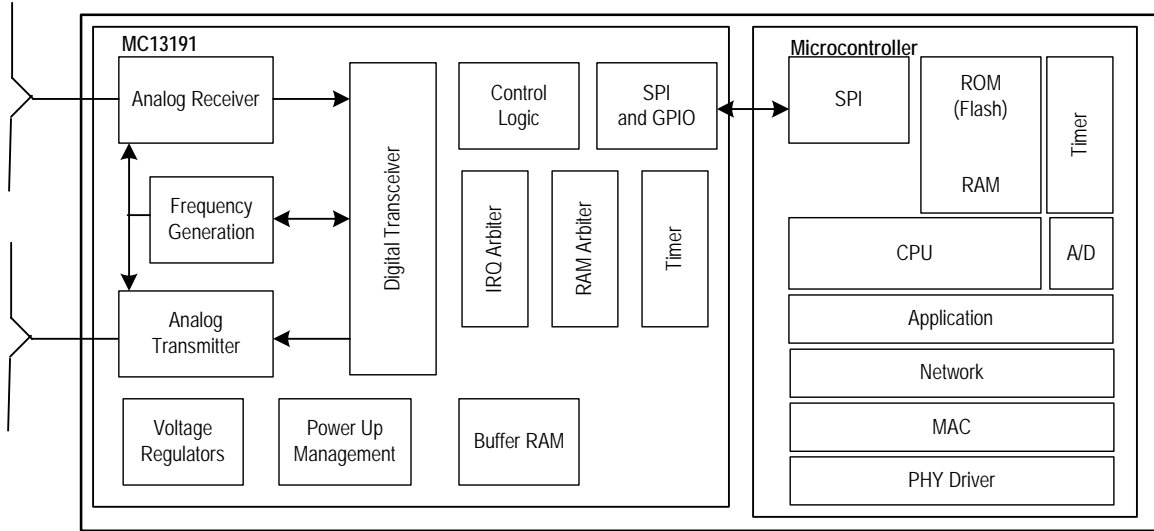 MC13191
Analog Receiver
Frequency
Generation
Analog
Transmitter
Digital Transceiver
Control
Logic
SPI
and GPIO
IRQ Arbiter
RAM Arbiter
Timer
Voltage
Regulators
Power Up
Management
Buffer RAM
Microcontroller
SPI
ROM
(Flash)
RAM
Timer
CPU
A/D
Application
Network
MAC
PHY Driver